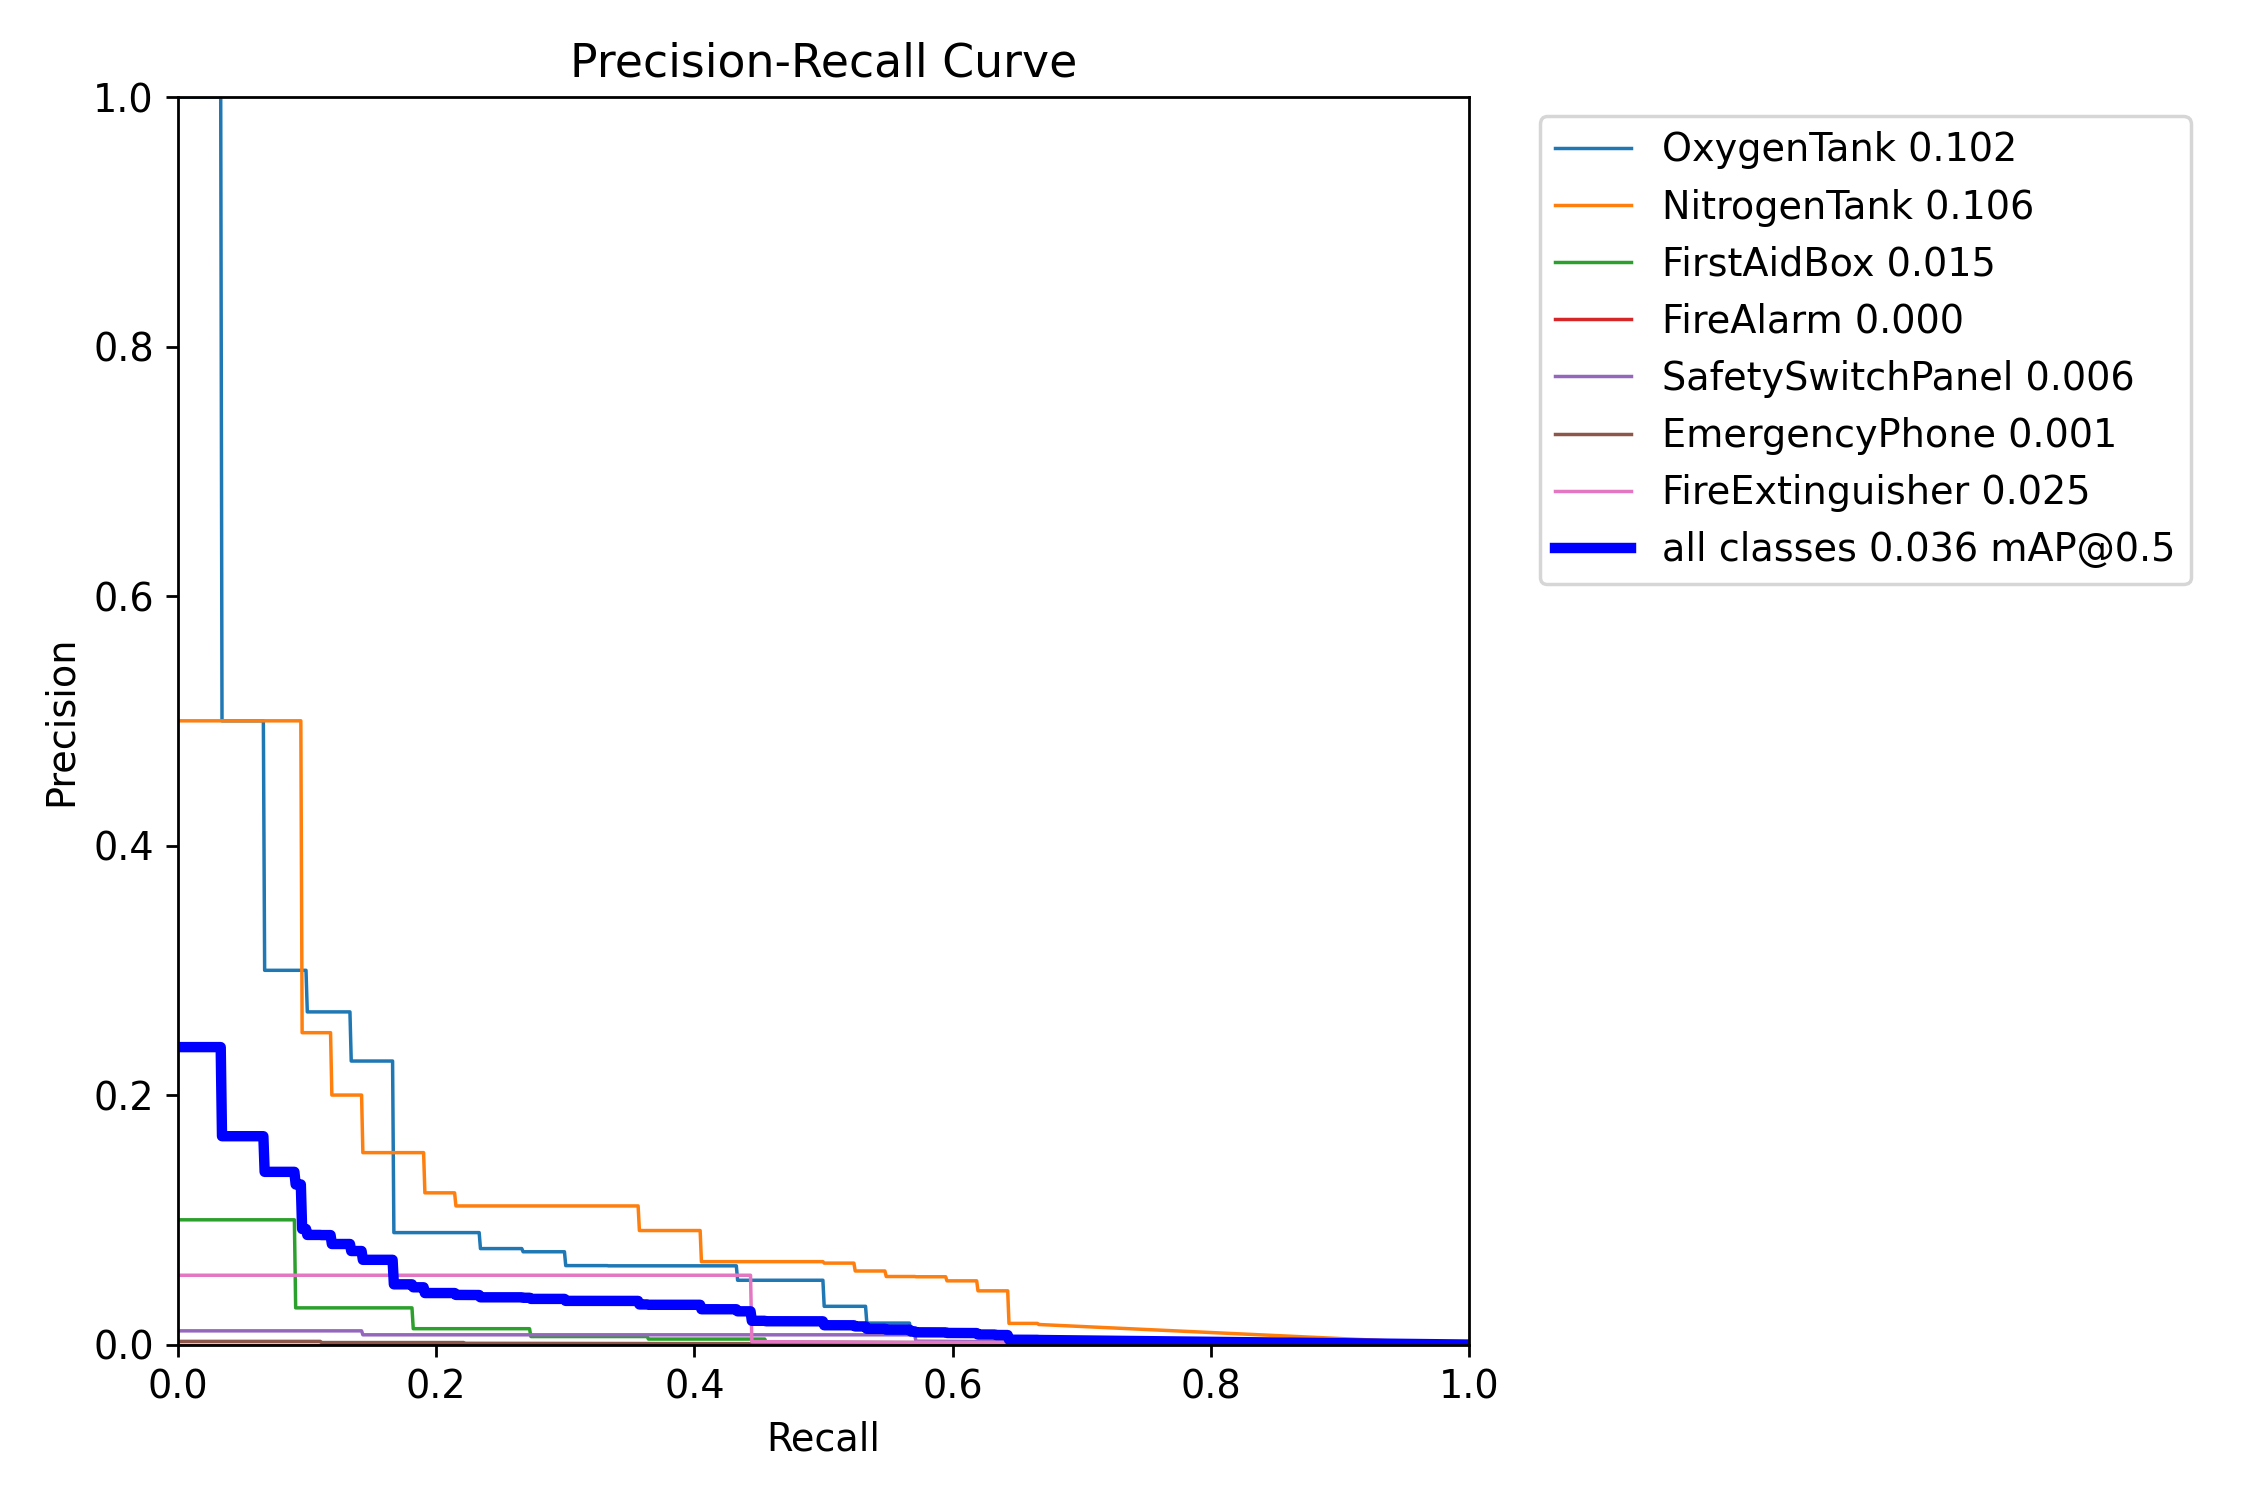 Precision-Recall Curve
1.0
0.8
0.6
0.4
0.2
0.0
Precision
0.0 0.2 0.4 0.6 0.8 1.0
Recall
OxygenTank 0.102
NitrogenTank 0.106
FirstAidBox 0.015
FireAlarm 0.000
SafetySwitchPanel 0.006
EmergencyPhone 0.001
FireExtinguisher 0.025
all classes 0.036 mAP@0.5